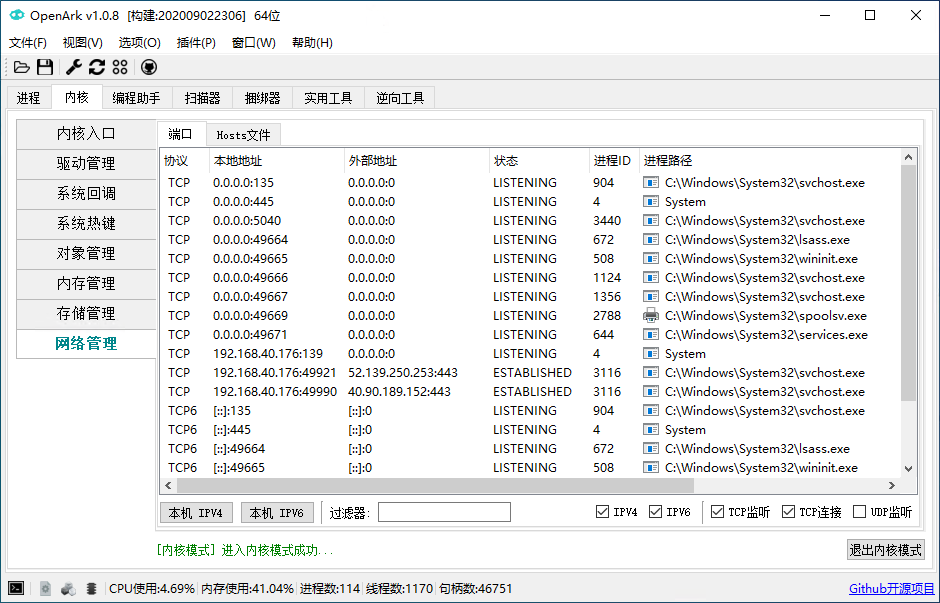 OpenArk v1.0.8 [构建:202009022306] 64位
文件(F) 视图(V) 选项(O) 插件(P) 窗口(W) 帮助(H)
进程 内核 编程助手 扫描器 捆绑器 实用工具 逆向工具
内核入口
驱动管理
系统回调
系统热键
对象管理
内存管理
存储管理
网络管理
端口 Hosts文件
协议 本地地址 外部地址 状态 进程ID 进程路径
TCP 0.0.0.0:135 0.0.0.0:0 LISTENING 904 C:\Windows\System32\svchost.exe
TCP 0.0.0.0:445 0.0.0.0:0 LISTENING 4 System
TCP 0.0.0.0:5040 0.0.0.0:0 LISTENING 3440 C:\Windows\System32\svchost.exe
TCP 0.0.0.0:49664 0.0.0.0:0 LISTENING 672 C:\Windows\System32\lsass.exe
TCP 0.0.0.0:49665 0.0.0.0:0 LISTENING 508 C:\Windows\System32\wininit.exe
TCP 0.0.0.0:49666 0.0.0.0:0 LISTENING 1124 C:\Windows\System32\svchost.exe
TCP 0.0.0.0:49667 0.0.0.0:0 LISTENING 1356 C:\Windows\System32\svchost.exe
TCP 0.0.0.0:49669 0.0.0.0:0 LISTENING 2788 C:\Windows\System32\spoolsv.exe
TCP 0.0.0.0:49671 0.0.0.0:0 LISTENING 644 C:\Windows\System32\services.exe
TCP 192.168.40.176:139 0.0.0.0:0 LISTENING 4 System
TCP 192.168.40.176:49921 52.139.250.253:443 ESTABLISHED 3116 C:\Windows\System32\svchost.exe
TCP 192.168.40.176:49990 40.90.189.152:443 ESTABLISHED 3116 C:\Windows\System32\svchost.exe
TCP6 [::]:135 [::]:0 LISTENING 904 C:\Windows\System32\svchost.exe
TCP6 [::]:445 [::]:0 LISTENING 4 System
TCP6 [::]:49664 [::]:0 LISTENING 672 C:\Windows\System32\lsass.exe
TCP6 [::]:49665 [::]:0 LISTENING 508 C:\Windows\System32\wininit.exe
本机 IPV4 本机 IPV6 过滤器: IPV4 IPV6 TCP监听 TCP连接 UDP监听
[内核模式] 进入内核模式成功... 退出内核模式
CPU使用:4.69% 内存使用:41.04% 进程数:114 线程数:1170 句柄数:46751 Github开源项目